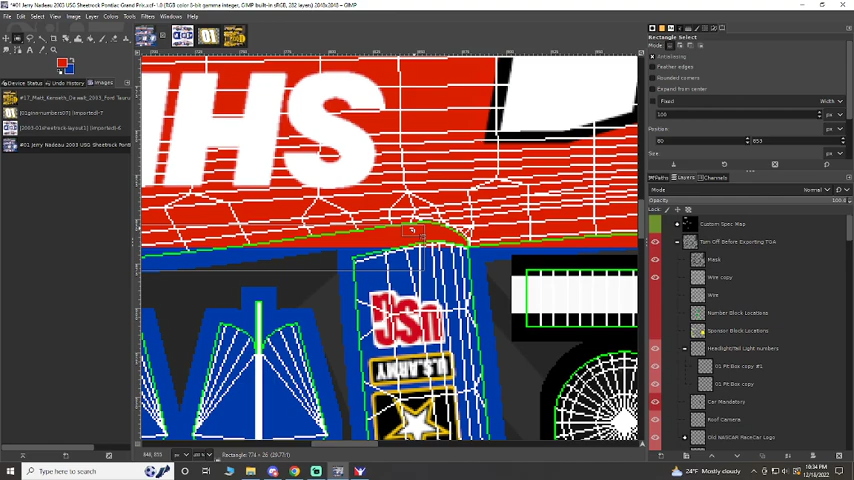 *#01 Jerry Nadeau 2003 USG Sheetrock Pontiac Grand Prix.xcf-1.0 (RGB color 8-bit gamma integer, GIMP built-in sRGB, 282 layers) 2048x2048 – GIMP
File Edit Select View Image Layer Colors Tools Filters Windows Help
Rectangle Select
Mode:
Antialiasing
Feather edges
Rounded corners
Expand from center
Fixed Width
100 px
Position: px
80 653
Size: px
Device Status Undo History Images
#17_Matt_Kenseth_Dewalt_2003_Ford Tauru
[01ginnnumbers07] (imported)-7
[2003-01sheetrock-layout1] (imported)-6
#01 Jerry Nadeau 2003 USG Sheetrock Pont
Paths Layers Channels
Mode Normal
Opacity 100.0
Lock:
Custom Spec Map
Turn Off Before Exporting TGA
Mask
Wire copy
Wire
Number Block Locations
Sponsor Block Locations
Headlight/Tail Light numbers
01 Pit Box copy #1
01 Pit Box copy
Car Mandatory
Roof Camera
Old NASCAR RaceCar Logo
HS
USG
U.S.ARMY
px
Rectangle: 774 × 26 (29.77:1)
Type here to search
24°F Mostly cloudy
10:34 PM
12/18/2022